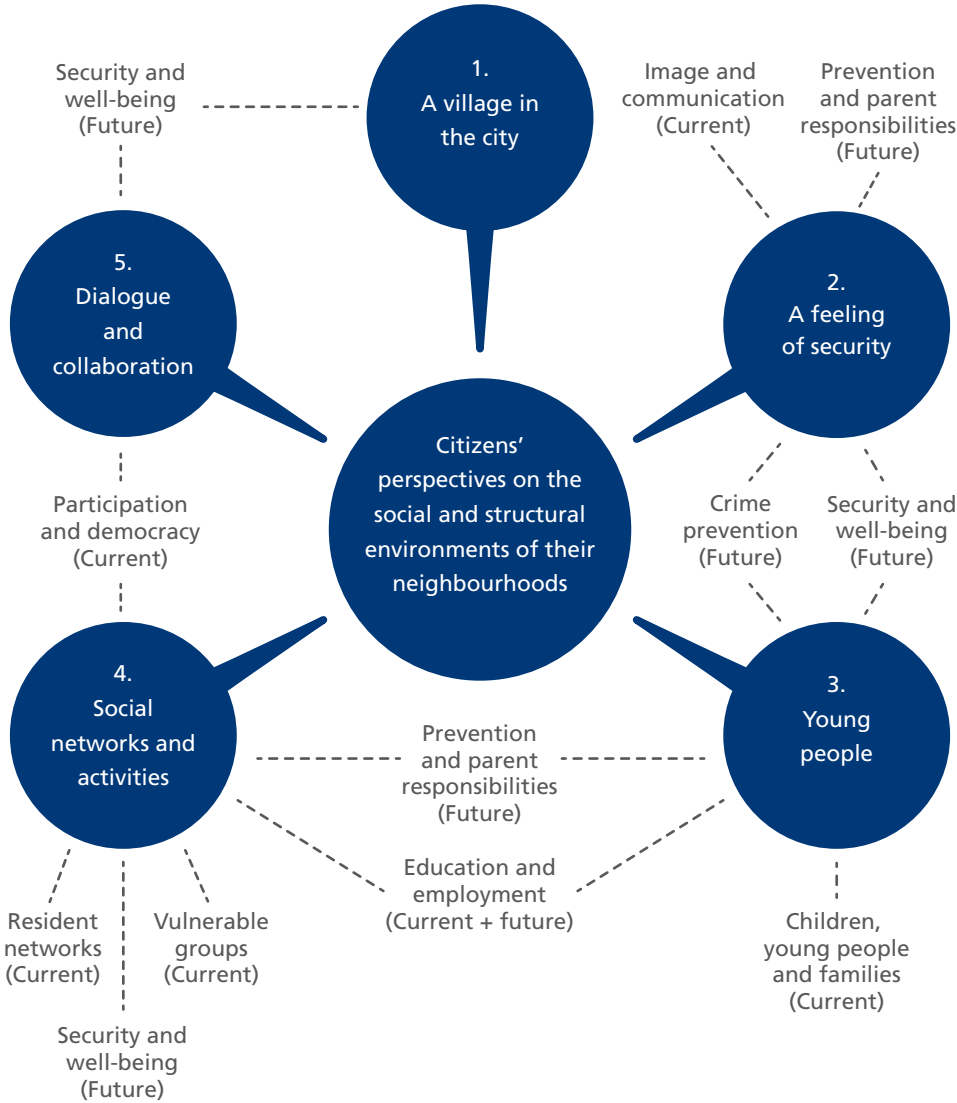 Security and
well-being
(Future)
1.
A village in
the city
Image and
communication
(Current)
Prevention
and parent
responsibilities
(Future)
5.
Dialogue
and
collaboration
2.
A feeling
of security
Citizens’
perspectives on the
social and structural
environments of their
neighbourhoods
Participation
and democracy
(Current)
Crime
prevention
(Future)
Security and
well-being
(Future)
4.
Social
networks and
activities
3.
Young
people
Prevention
and parent
responsibilities
(Future)
Education and
employment
(Current + future)
Resident
networks
(Current)
Vulnerable
groups
(Current)
Children,
young people
and families
(Current)
Security and
well-being
(Future)